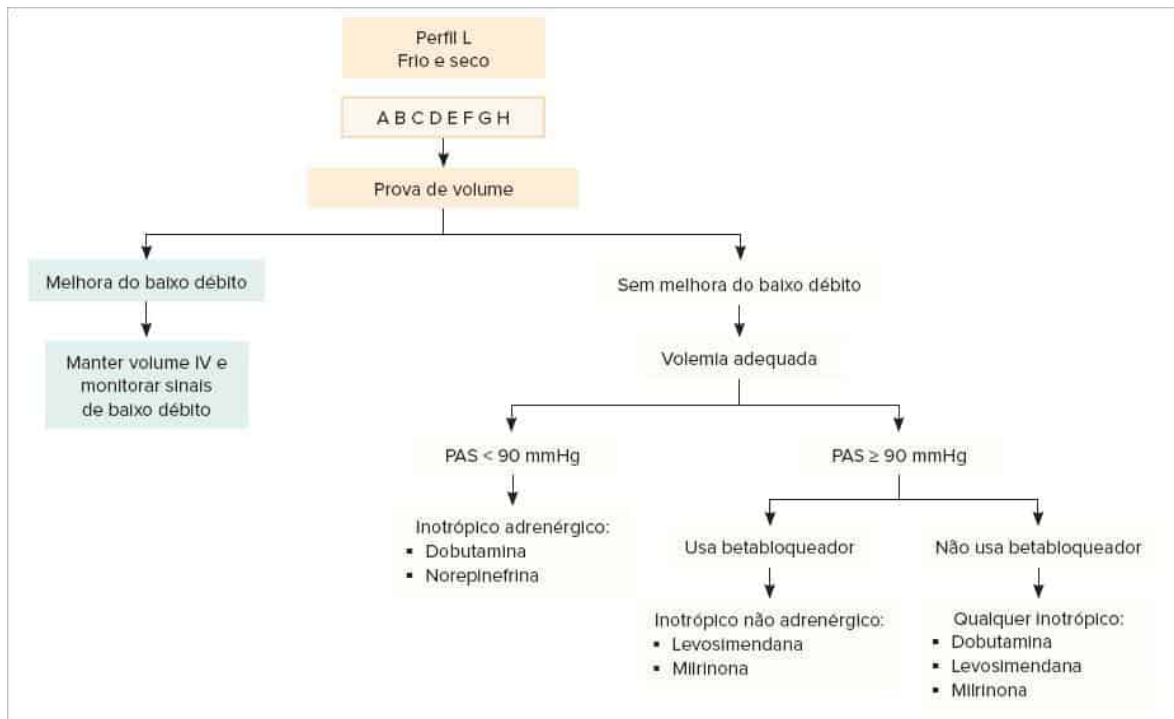 Perfil L
Frio e seco
A B C D E F G H
Prova de volume
Melhora do baixo débito
Sem melhora do baixo débito
Manter volume IV e
monitorar sinais
de baixo débito
Volemia adequada
PAS < 90 mmHg
PAS ≥ 90 mmHg
Inotrópico adrenérgico:
▪ Dobutamina
▪ Norepinefrina
Usa betabloqueador
Não usa betabloqueador
Inotrópico não adrenérgico:
▪ Levosimendana
▪ Milrinona
Qualquer inotrópico:
▪ Dobutamina
▪ Levosimendana
▪ Milrinona